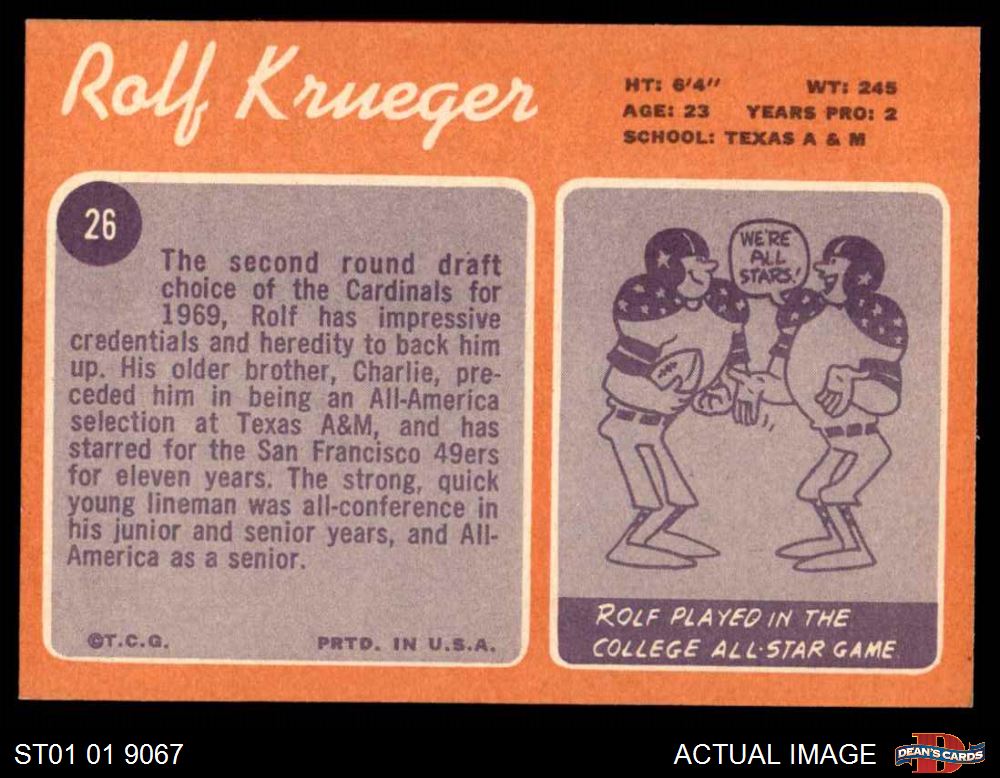 Rolf Krueger
HT: 6'4" WT: 245
AGE: 23 YEARS PRO: 2
SCHOOL: TEXAS A & M
26
The second round draft
choice of the Cardinals for
1969, Rolf has impressive
credentials and heredity to back him
up. His older brother, Charlie, pre-
ceded him in being an All-America
selection at Texas A&M, and has
starred for the San Francisco 49ers
for eleven years. The strong, quick
young lineman was all-conference in
his junior and senior years, and All-
America as a senior.
©T.C.G. PRTD. IN U.S.A.
WE'RE
ALL
STARS!
ROLF PLAYED IN THE
COLLEGE ALL-STAR GAME
ST01 01 9067
ACTUAL IMAGE
D
DEAN'S CARDS